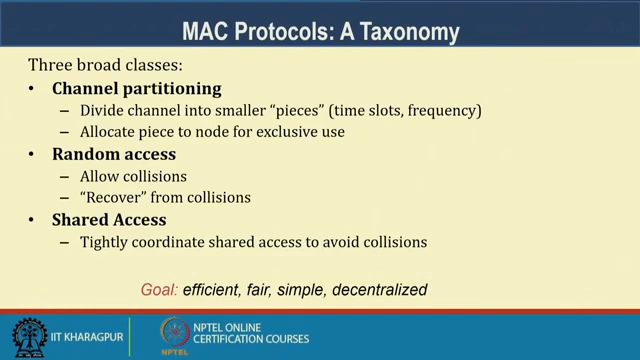 MAC Protocols: A Taxonomy
Three broad classes:
• Channel partitioning
– Divide channel into smaller “pieces” (time slots, frequency)
– Allocate piece to node for exclusive use
• Random access
– Allow collisions
– “Recover” from collisions
• Shared Access
– Tightly coordinate shared access to avoid collisions
Goal: efficient, fair, simple, decentralized
IIT KHARAGPUR
NPTEL
NPTEL ONLINE
CERTIFICATION COURSES